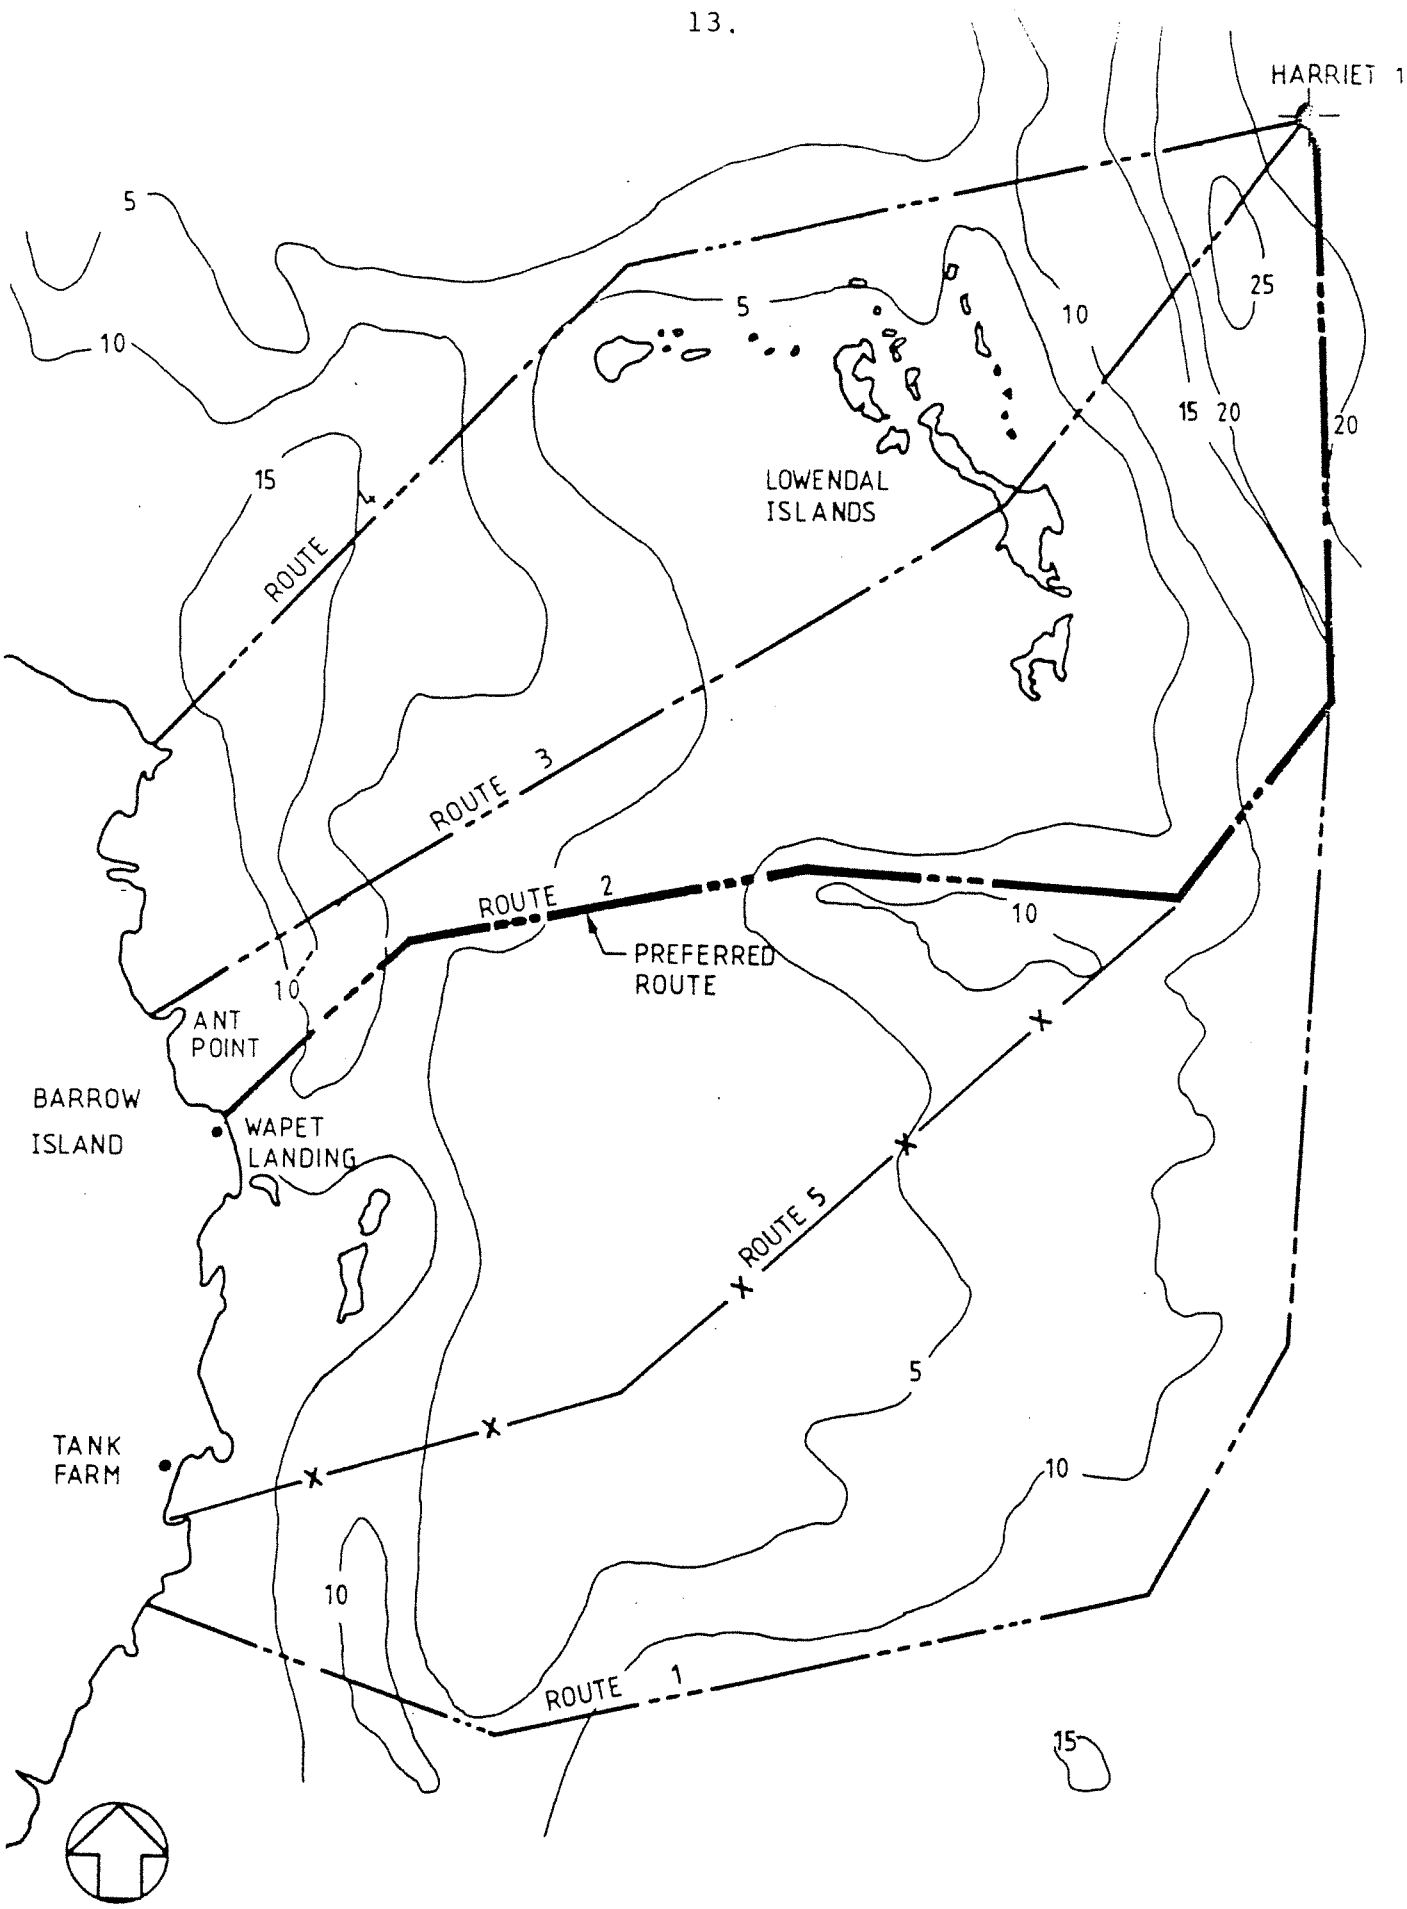 13.
HARRIET 1
5
5
25
10
10
15
20
20
15
LOWENDAL
ISLANDS
ROUTE
ROUTE 3
ROUTE 2
10
PREFERRED
ROUTE
10
ANT
POINT
BARROW
ISLAND
WAPET
LANDING
ROUTE 5
5
TANK
FARM
10
10
ROUTE 1
15